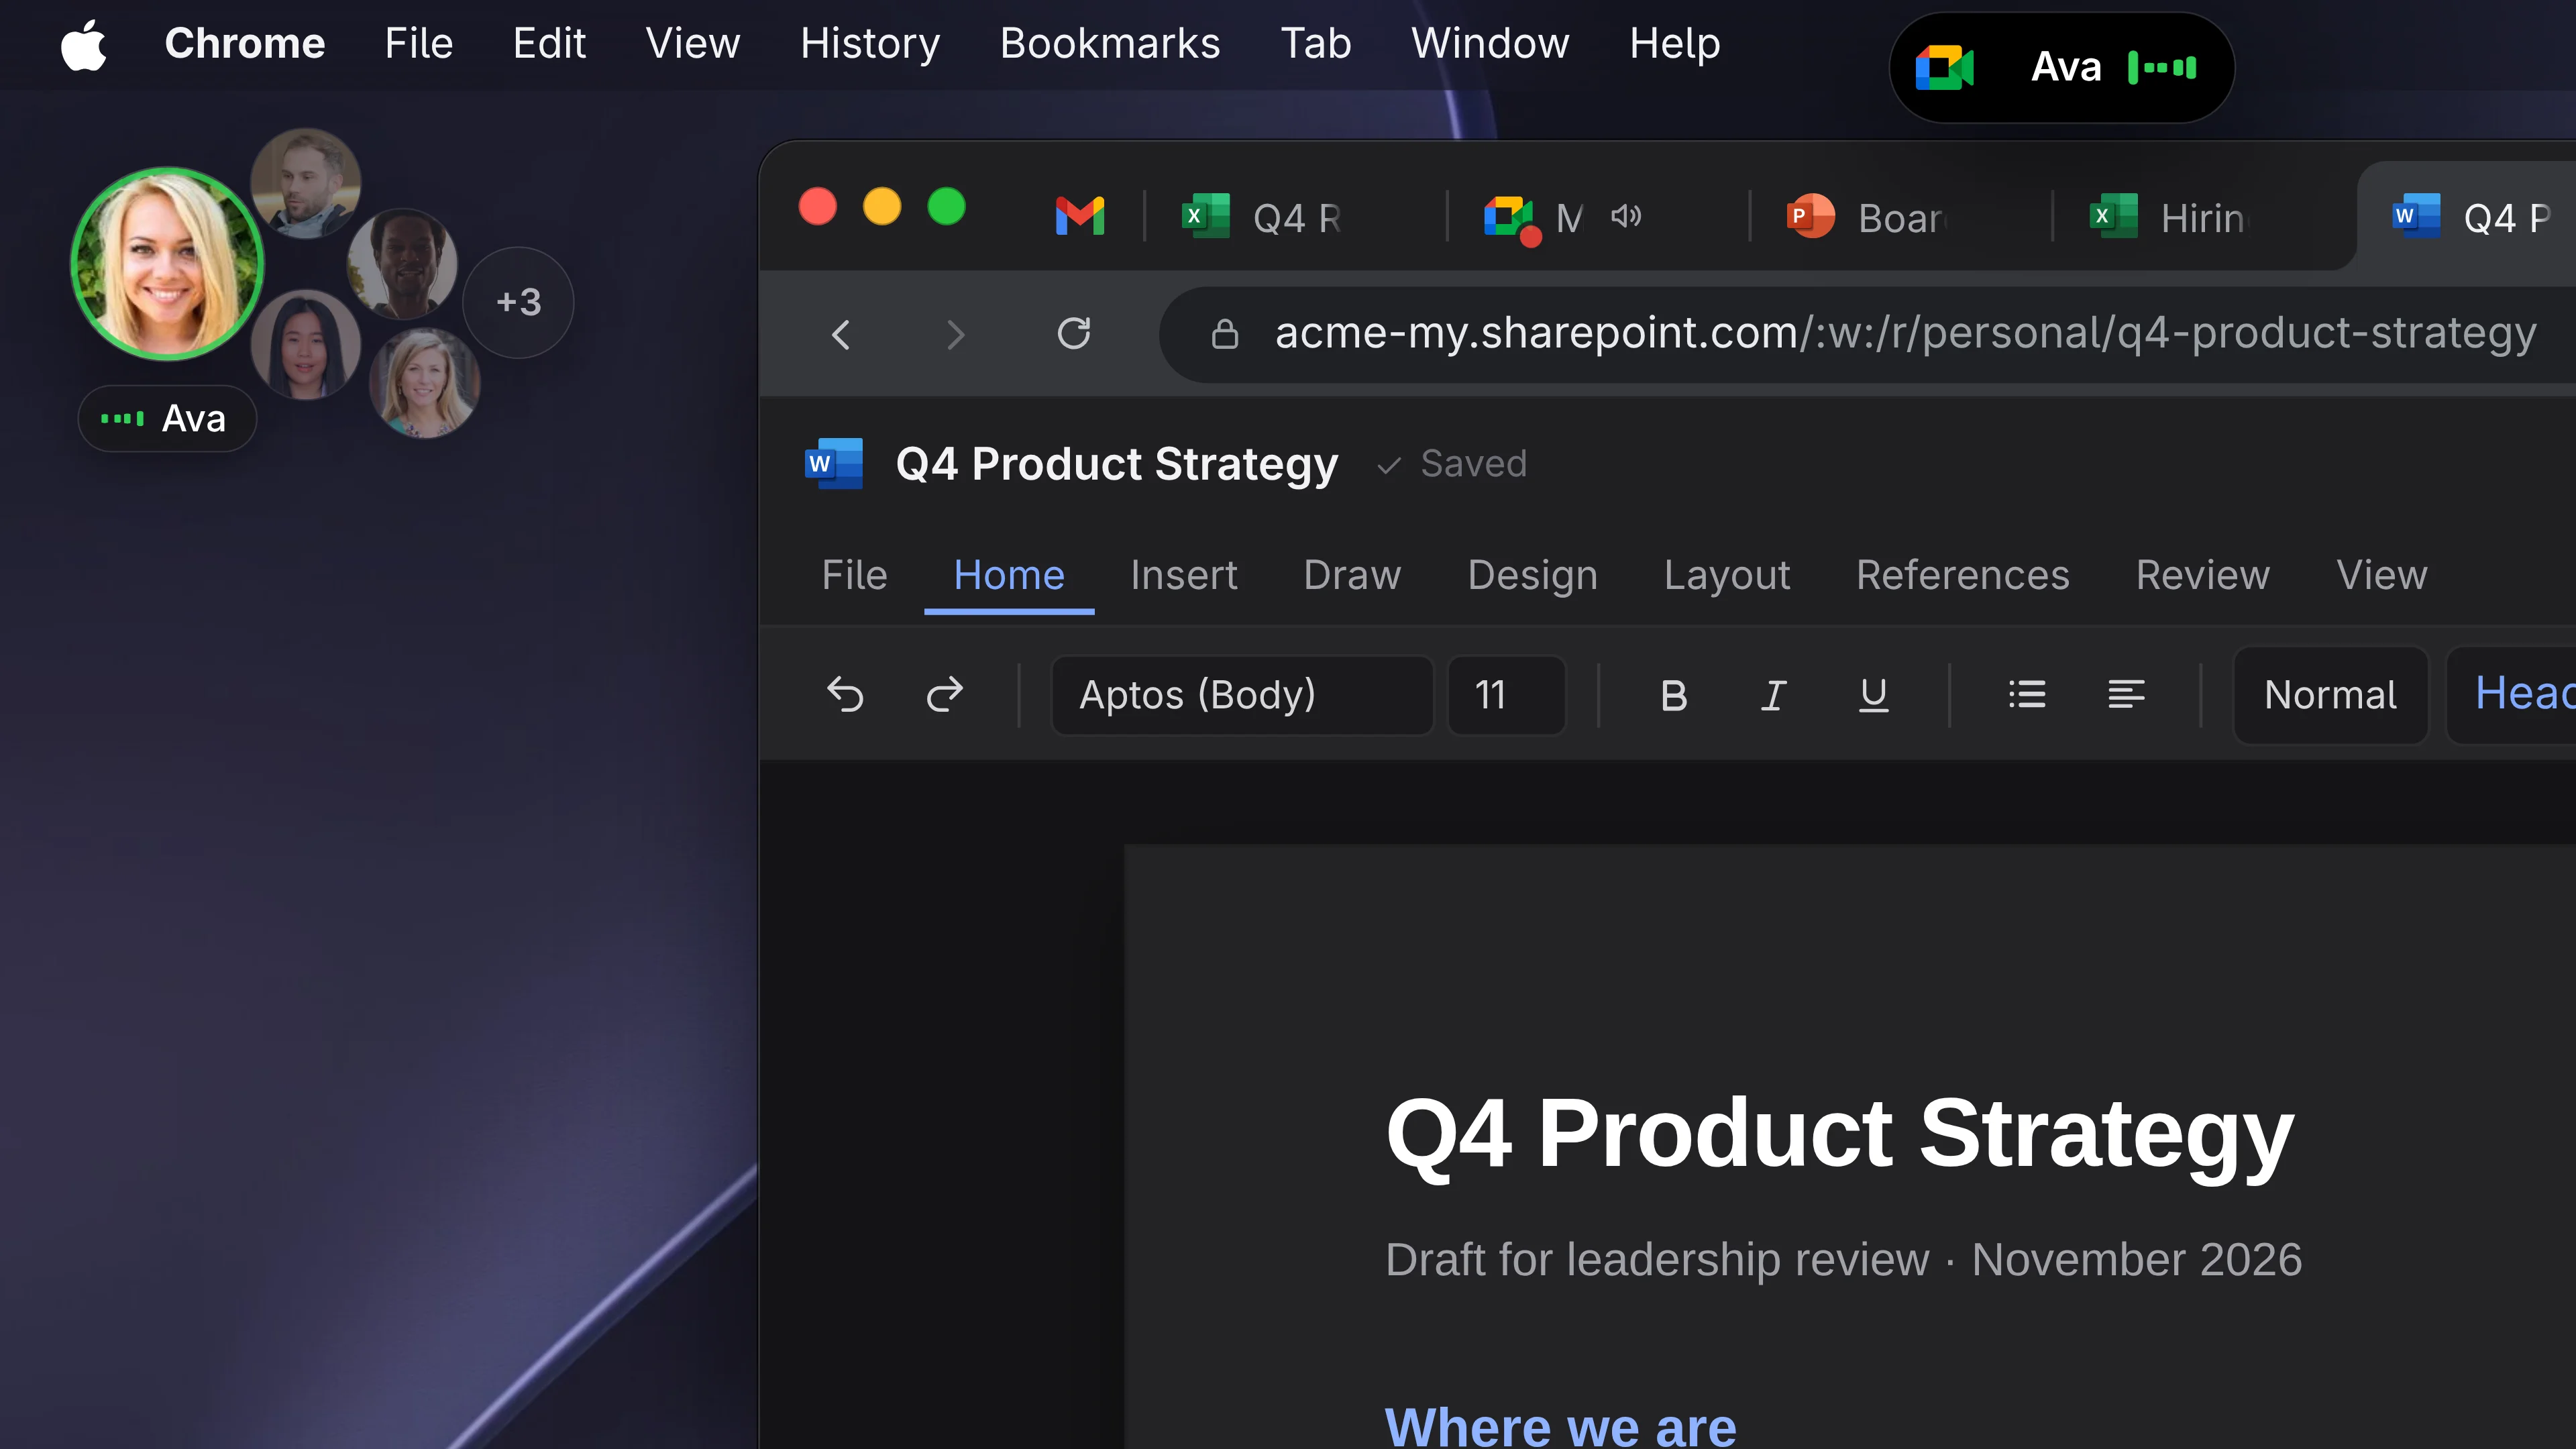 Chrome File Edit View History Bookmarks Tab Window Help
Ava
+3
Ava
Q4 R
M
Boar
Hirin
Q4 P
acme-my.sharepoint.com/:w:/r/personal/q4-product-strategy
W Q4 Product Strategy Saved
File Home Insert Draw Design Layout References Review View
Aptos (Body) 11 B I U Normal Head
Q4 Product Strategy
Draft for leadership review · November 2026
Where we are